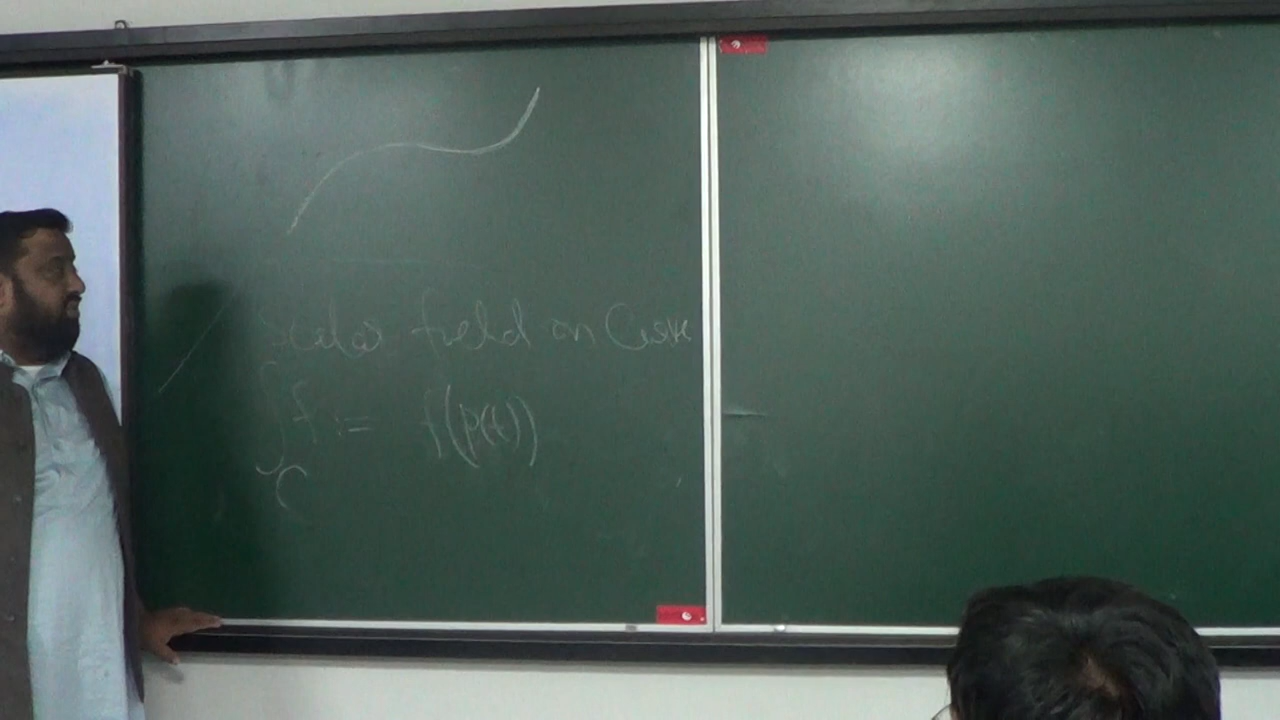 Scalar field on Curve
∫f := f(p(t))
C